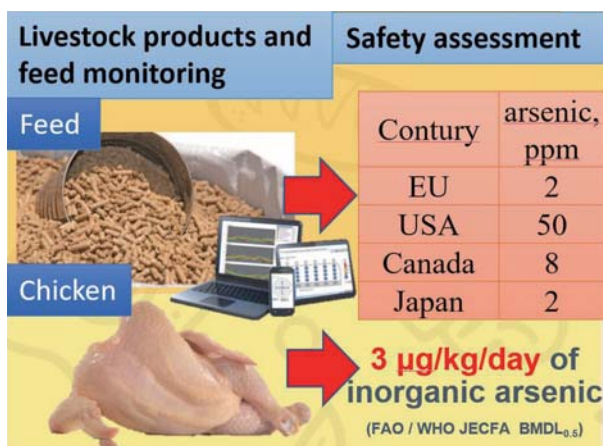 Livestock products and
feed monitoring
Safety assessment
Feed
Chicken
Contury
arsenic,
ppm
EU 2
USA 50
Canada 8
Japan 2
3 µg/kg/day of
inorganic arsenic
(FAO / WHO JECFA BMDL0.5)